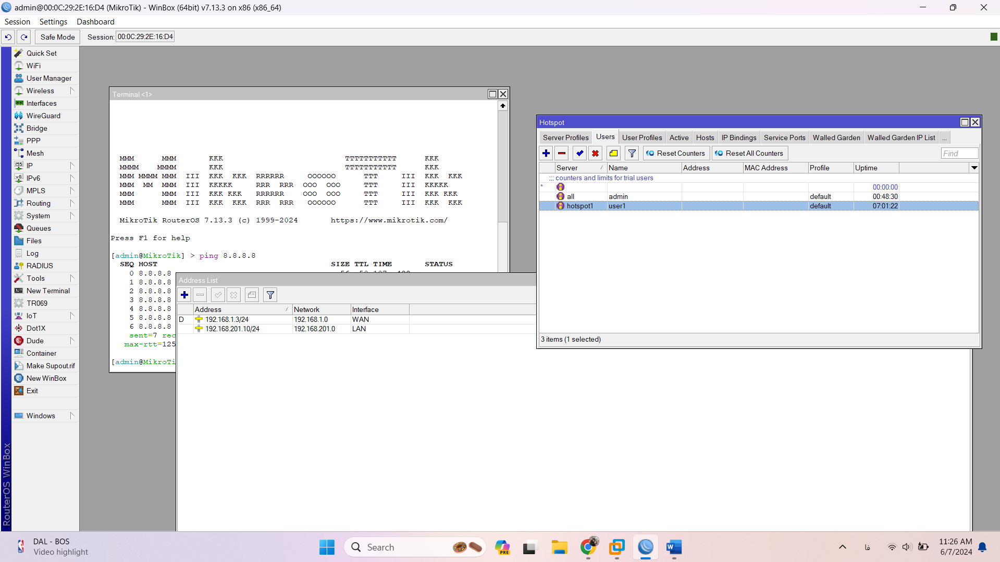 admin@00:0C:29:2E:16:D4 (MikroTik) - WinBox (64bit) v7.13.3 on x86 (x86_64)
Session Settings Dashboard
Safe Mode Session: 00:0C:29:2E:16:D4
Quick Set
WiFi
User Manager
Wireless
Interfaces
WireGuard
Bridge
PPP
Mesh
IP
IPv6
MPLS
Routing
System
Queues
Files
Log
RADIUS
Tools
New Terminal
TR069
IoT
Dot1X
Dude
Container
Make Supout.rif
New WinBox
Exit
Windows
RouterOS WinBox
Terminal <1>
MMM MMM KKK TTTTTTTTTTT KKK
MMMM MMMM KKK TTTTTTTTTTT KKK
MMM MMMM MMM III KKK KKK RRRRRR OOOOOO TTT III KKK KKK
MMM MM MMM III KKKKK RRR RRR OOO OOO TTT III KKKKK
MMM MMM III KKK KKK RRRRRR OOO OOO TTT III KKK KKK
MMM MMM III KKK KKK RRR RRR OOOOOO TTT III KKK KKK
MikroTik RouterOS 7.13.3 (c) 1999-2024 https://www.mikrotik.com/
Press F1 for help
[admin@MikroTik] > ping 8.8.8.8
SEQ HOST SIZE TTL TIME STATUS
0 8.8.8.8
1 8.8.8.8
2 8.8.8.8
3 8.8.8.8
4 8.8.8.8
5 8.8.8.8
6 8.8.8.8
sent=7 rec
max-rtt=125
[admin@MikroTi
Address List
Address Network Interface
D 192.168.1.3/24 192.168.1.0 WAN
192.168.201.10/24 192.168.201.0 LAN
Hotspot
Server Profiles Users User Profiles Active Hosts IP Bindings Service Ports Walled Garden Walled Garden IP List ...
Reset Counters Reset All Counters Find
Server Name Address MAC Address Profile Uptime
;;; counters and limits for trial users
* 00:00:00
all admin default 00:48:30
hotspot1 user1 default 07:01:22
3 items (1 selected)
DAL - BOS
Video highlight
Search
PRE
فا
11:26 AM
6/7/2024